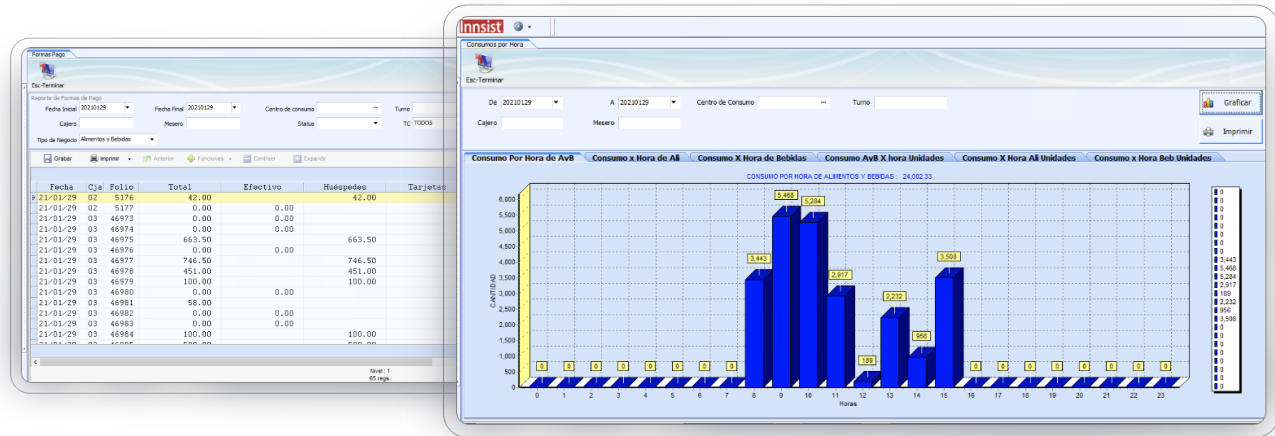 Formas Pago
Esc-Terminar
Reporte de Formas de Pago
Fecha Inicial 20210129 Fecha Final 20210129 Centro de consumo ... Turno
Cajero Mesero Status TC TODOS
Tipo de Negocio Alimentos y Bebidas
Grabar Imprimir Anterior Funciones Contraer Expandir
Fecha Cja Folio Total Efectivo Huéspedes Tarjetas
21/01/29 02 5176 42.00 42.00
21/01/29 03 5177 0.00 0.00
21/01/29 03 46973 0.00 0.00
21/01/29 03 46974 0.00 0.00
21/01/29 03 46975 663.50 663.50
21/01/29 03 46976 0.00 0.00
21/01/29 03 46977 746.50 746.50
21/01/29 03 46978 451.00 451.00
21/01/29 03 46979 100.00 100.00
21/01/29 03 46980 0.00 0.00
21/01/29 03 46981 58.00
21/01/29 03 46982 0.00 0.00
21/01/29 03 46983 0.00 0.00
21/01/29 03 46984 100.00 100.00
Nivel : 1
65 regs.
Innsist
Consumos por Hora
Esc-Terminar
De 20210129 A 20210129 Centro de Consumo ... Turno
Cajero Mesero
Graficar
Imprimir
Consumo Por Hora de AyB Consumo x Hora de Ali Consumo X Hora de Bebidas Consumo AyB X hora Unidades Consumo X Hora Ali Unidades Consumo x Hora Beb Unidades
CONSUMO POR HORA DE ALIMENTOS Y BEBIDAS : 24,002.33
CANTIDAD
6,000
5,500
5,000
4,500
4,000
3,500
3,000
2,500
2,000
1,500
1,000
500
0
0 0 0 0 0 0 0 0 3,443 5,468 5,284 2,917 189 2,232 956 3,508 0 0 0 0 0 0 0 0
0 1 2 3 4 5 6 7 8 9 10 11 12 13 14 15 16 17 18 19 20 21 22 23
Horas
0
0
0
0
0
0
0
0
3,443
5,468
5,284
2,917
189
2,232
956
3,508
0
0
0
0
0
0
0
0